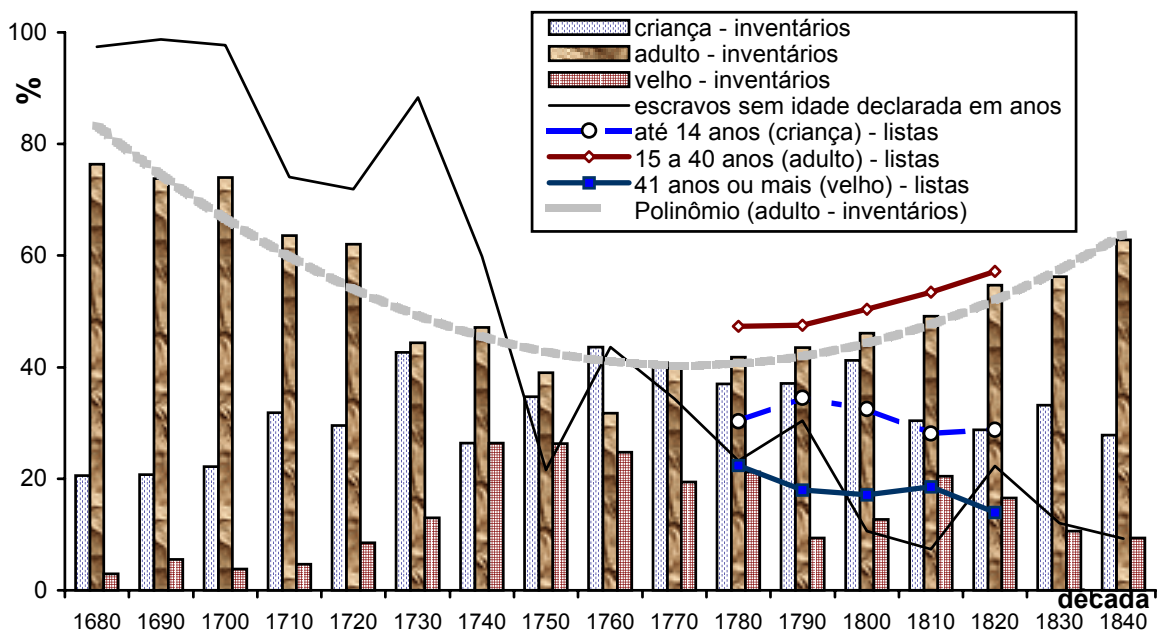 100
80
60
40
20
0
%
criança - inventários
adulto - inventários
velho - inventários
escravos sem idade declarada em anos
até 14 anos (criança) - listas
15 a 40 anos (adulto) - listas
41 anos ou mais (velho) - listas
Polinômio (adulto - inventários)
década
1680 1690 1700 1710 1720 1730 1740 1750 1760 1770 1780 1790 1800 1810 1820 1830 1840